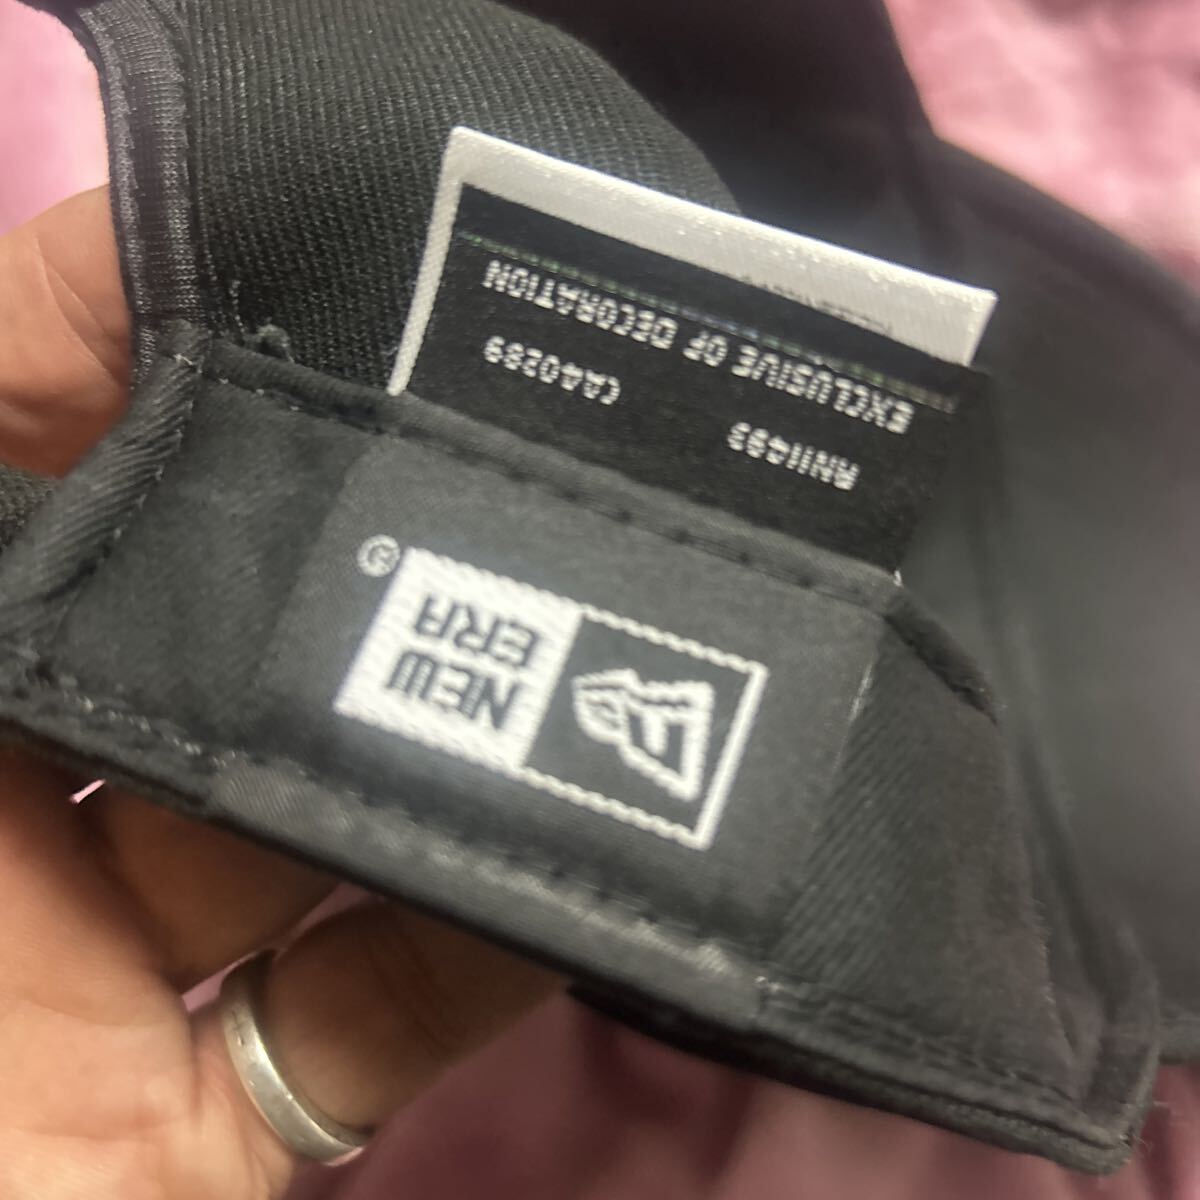 NEW
ERA
®
RN11493 CA40289
EXCLUSIVE OF DECORATION